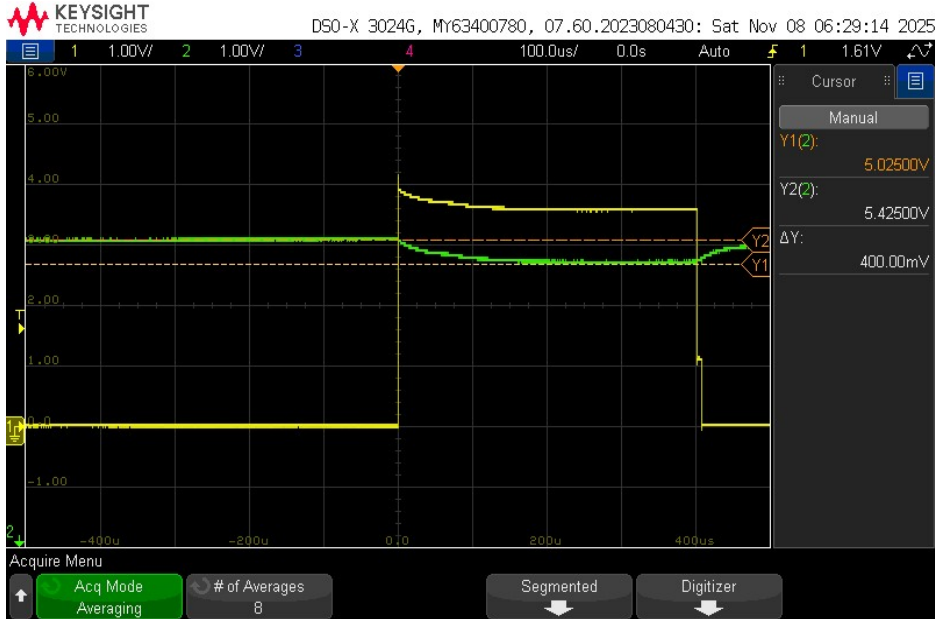 KEYSIGHT
TECHNOLOGIES
DSO-X 3024G, MY63400780, 07.60.2023080430: Sat Nov 08 06:29:14 2025
1 1.00V/ 2 1.00V/ 3 4 100.0us/ 0.0s Auto 1 1.61V
6.00V
5.00
4.00
2.00
1.00
0.0
-1.00
T
1
2
Y2
Y1
-400u -200u 0.0 200u 400us
Cursor
Manual
Y1(2):
5.02500V
Y2(2):
5.42500V
ΔY:
400.00mV
Acquire Menu
Acq Mode
Averaging
# of Averages
8
Segmented
Digitizer